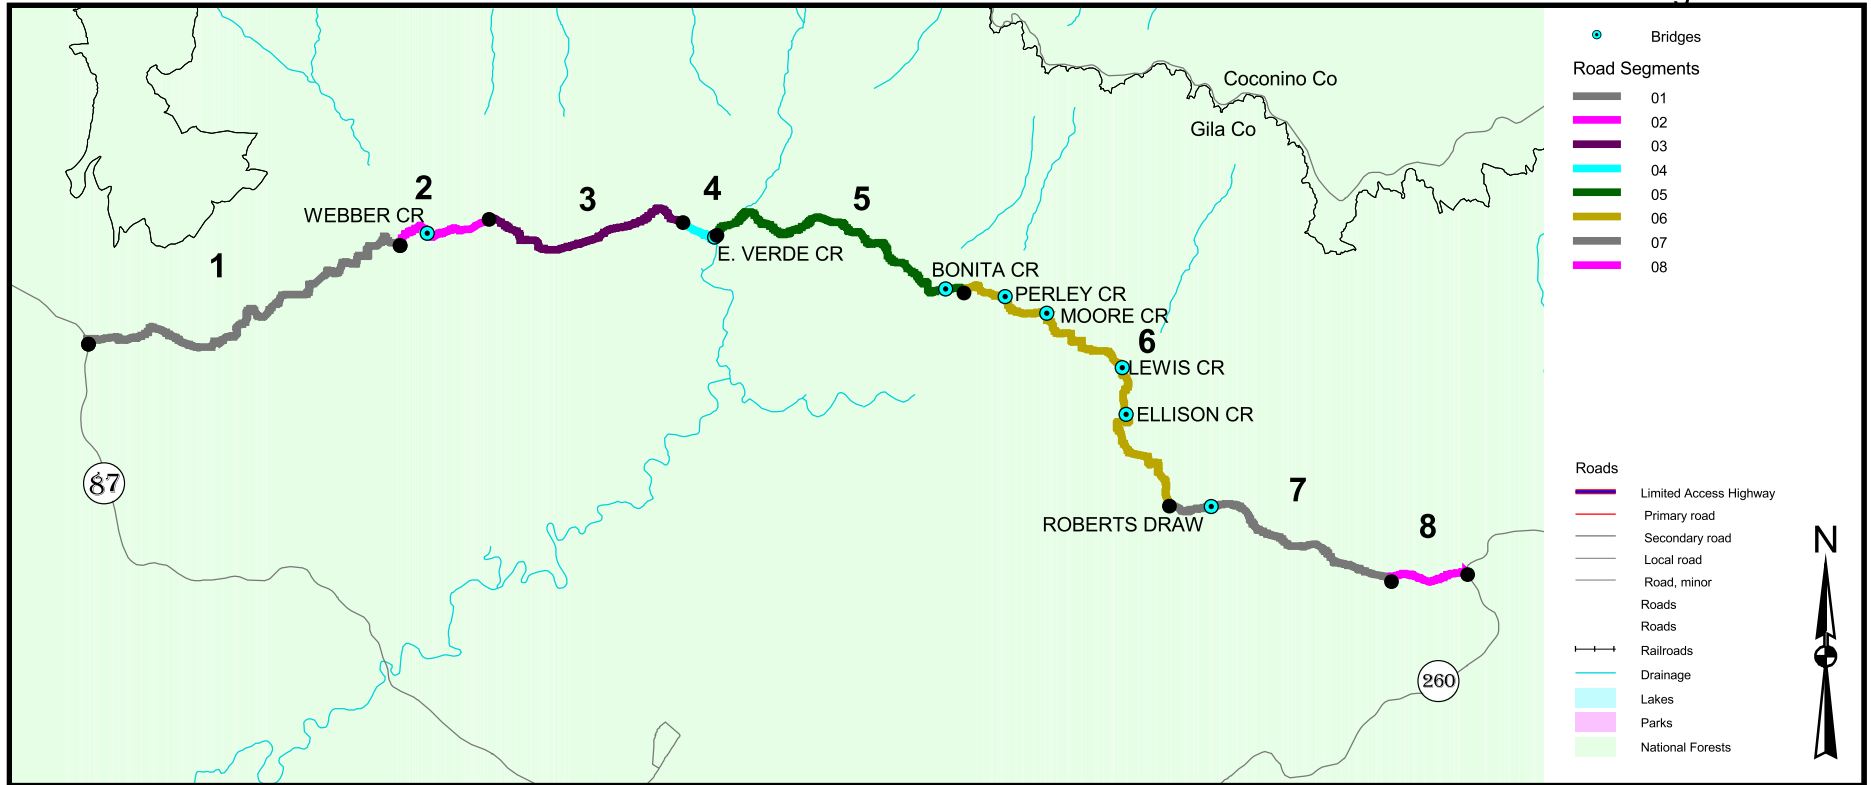 Coconino Co
Gila Co
2
3
4
5
WEBBER CR
1
E. VERDE CR
BONITA CR
PERLEY CR
MOORE CR
6
LEWIS CR
ELLISON CR
87
7
ROBERTS DRAW
8
260
Bridges
Road Segments
01
02
03
04
05
06
07
08
Roads
Limited Access Highway
Primary road
Secondary road
Local road
Road, minor
Roads
Roads
Railroads
Drainage
Lakes
Parks
National Forests
N